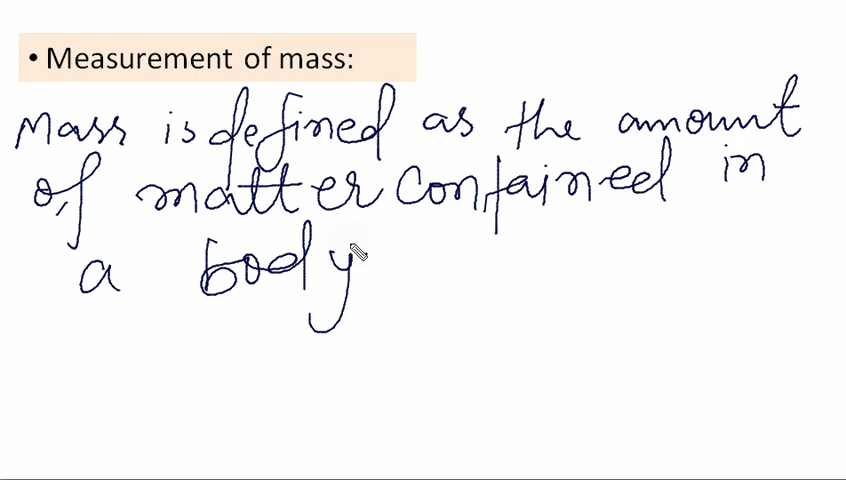 • Measurement of mass:
Mass is defined as the amount
of matter contained in
a body